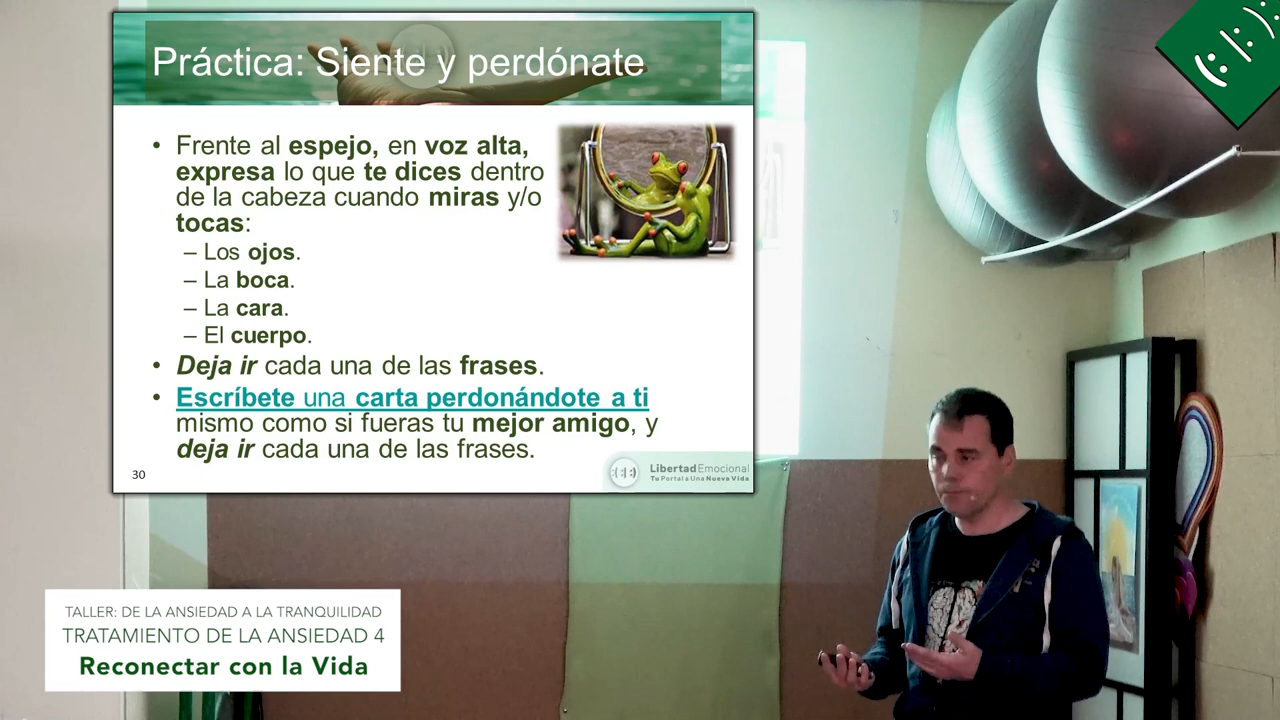 Práctica: Siente y perdónate
• Frente al espejo, en voz alta,
expresa lo que te dices dentro
de la cabeza cuando miras y/o
tocas:
– Los ojos.
– La boca.
– La cara.
– El cuerpo.
• Deja ir cada una de las frases.
• Escríbete una carta perdonándote a ti
mismo como si fueras tu mejor amigo, y
deja ir cada una de las frases.
30
LibertadEmocional
Tu Portal a Una Nueva Vida
TALLER: DE LA ANSIEDAD A LA TRANQUILIDAD
TRATAMIENTO DE LA ANSIEDAD 4
Reconectar con la Vida